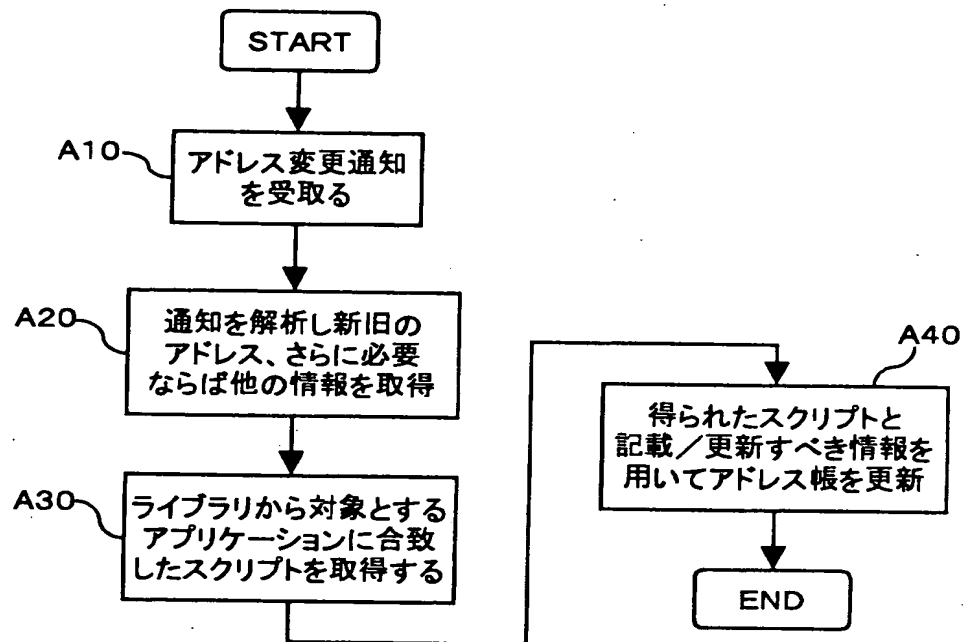 START
A10
アドレス変更通知
を受取る
A20
通知を解析し新旧の
アドレス、さらに必要
ならば他の情報を取得
A30
ライブラリから対象とする
アプリケーションに合致
したスクリプトを取得する
A40
得られたスクリプトと
記載／更新すべき情報を
用いてアドレス帳を更新
END